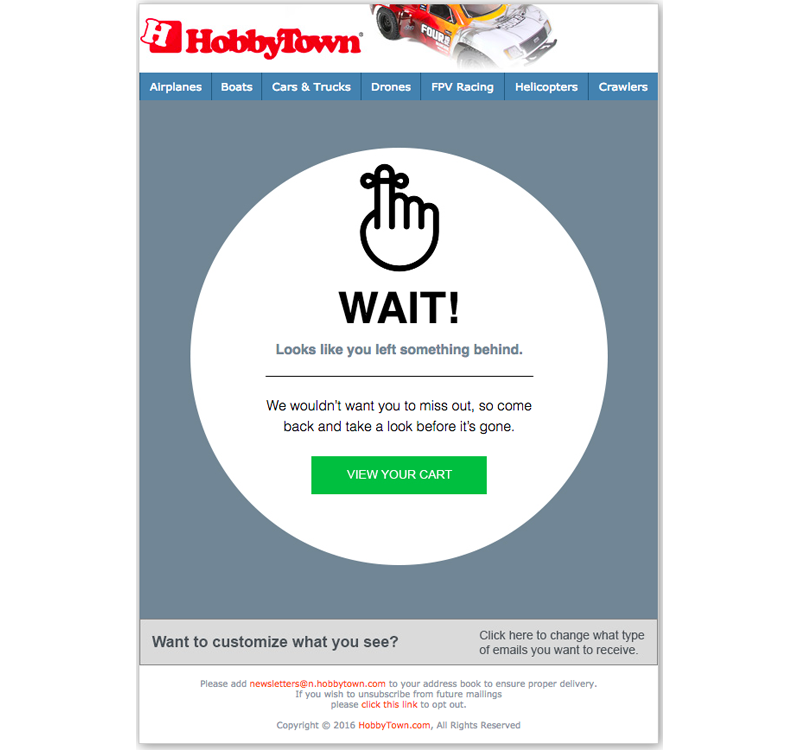 H HobbyTown®
FOUR
Airplanes Boats Cars & Trucks Drones FPV Racing Helicopters Crawlers
WAIT!
Looks like you left something behind.
We wouldn't want you to miss out, so come
back and take a look before it's gone.
VIEW YOUR CART
Want to customize what you see?
Click here to change what type
of emails you want to receive.
Please add newsletters@n.hobbytown.com to your address book to ensure proper delivery.
If you wish to unsubscribe from future mailings
please click this link to opt out.
Copyright © 2016 HobbyTown.com, All Rights Reserved